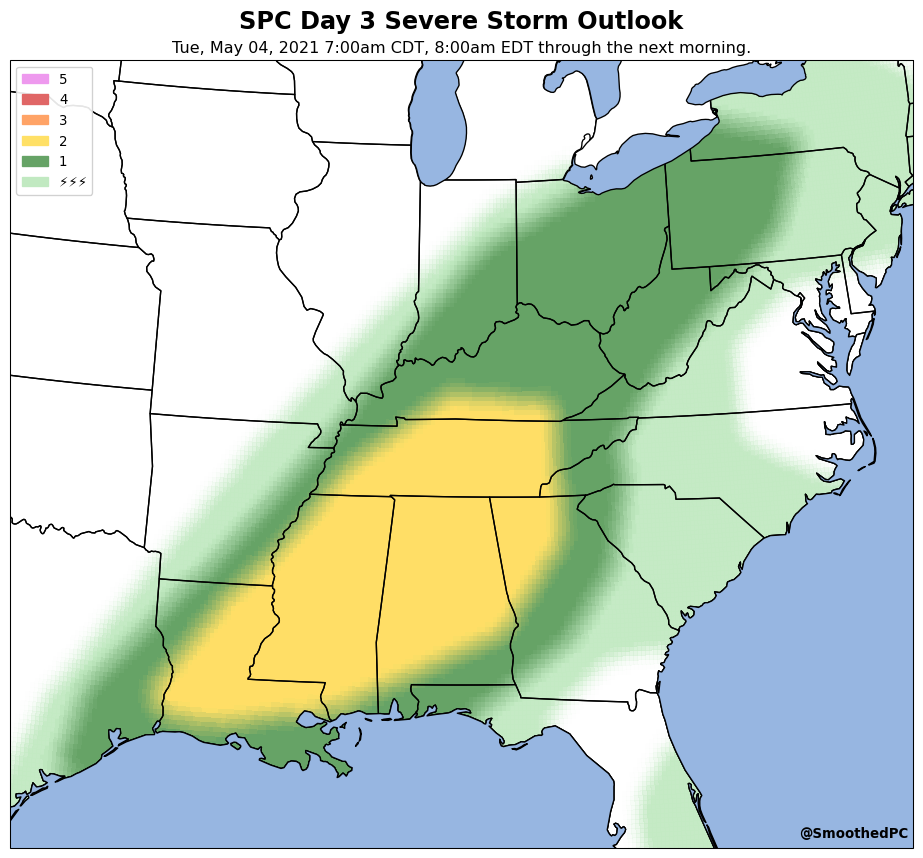 SPC Day 3 Severe Storm Outlook
Tue, May 04, 2021 7:00am CDT, 8:00am EDT through the next morning.
5
4
3
2
1
⚡⚡⚡
@SmoothedPC